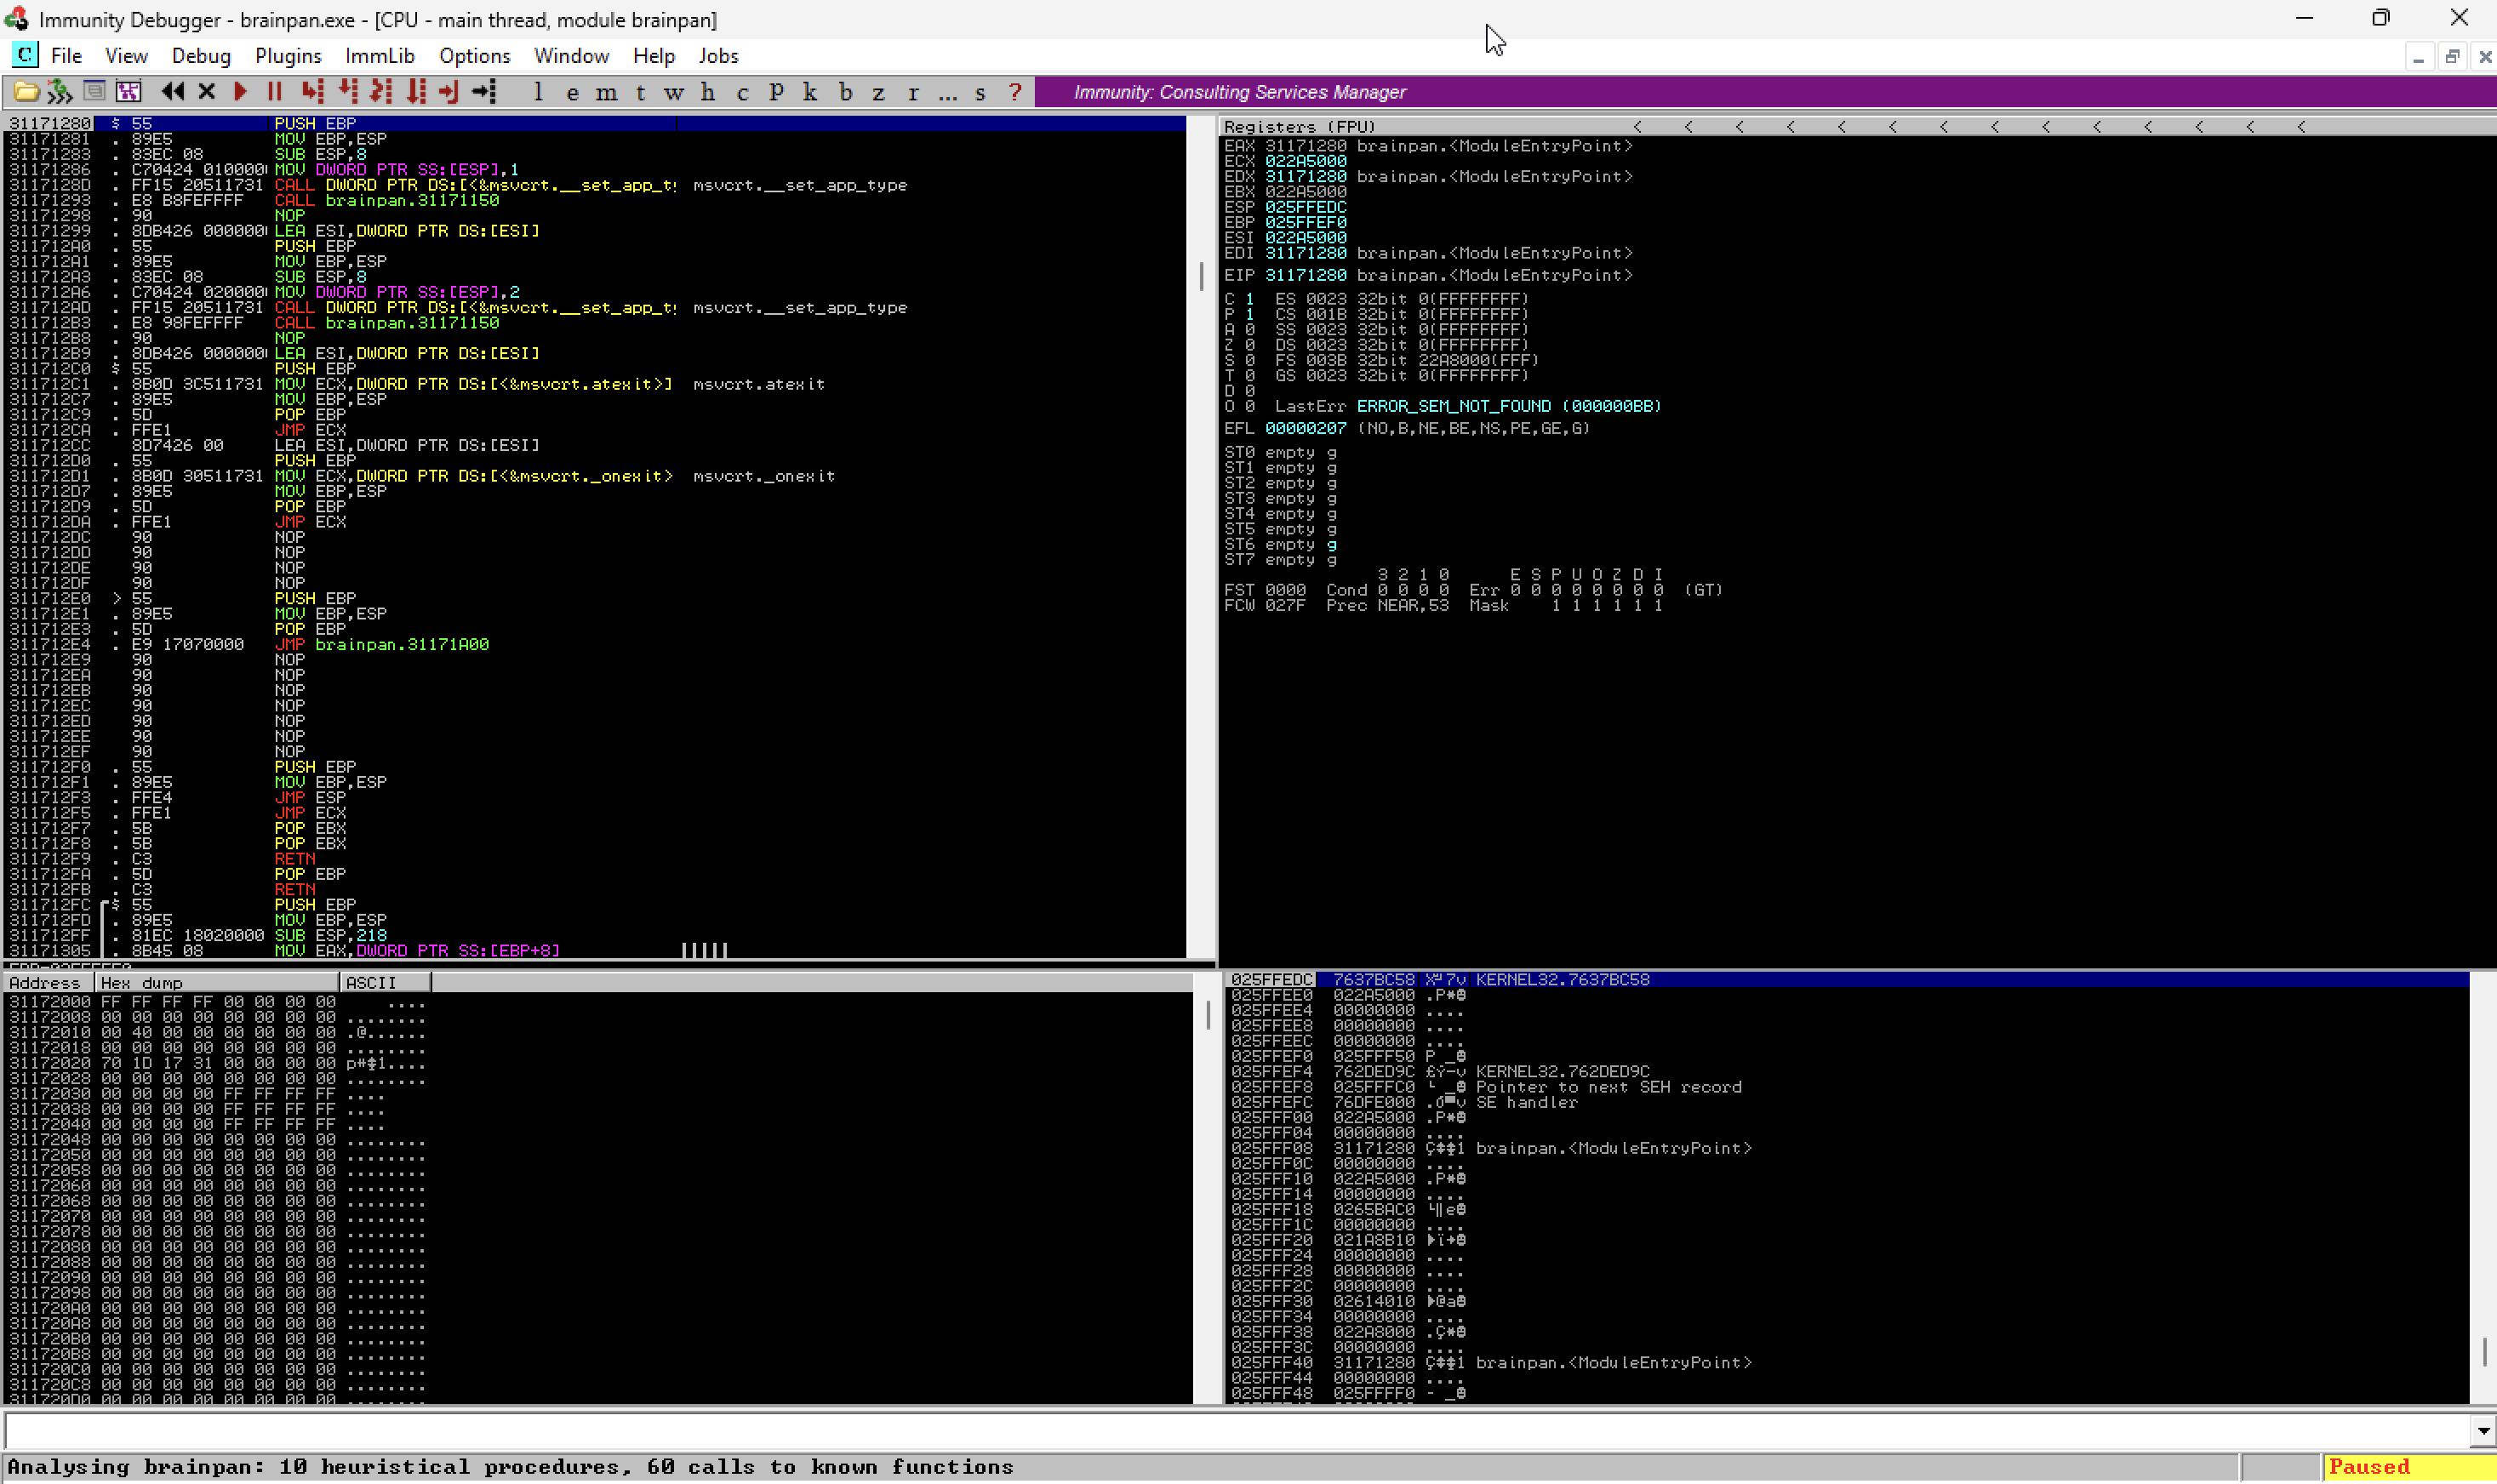 Immunity Debugger - brainpan.exe - [CPU - main thread, module brainpan]
C File View Debug Plugins ImmLib Options Window Help Jobs
l e m t w h c P k b z r ... s ? Immunity: Consulting Services Manager
31171280 $ 55 PUSH EBP
31171281 . 89E5 MOV EBP,ESP
31171283 . 83EC 08 SUB ESP,8
31171286 . C70424 010000 MOV DWORD PTR SS:[ESP],1
3117128D . FF15 20511731 CALL DWORD PTR DS:[<&msvcrt.__set_app_t msvcrt.__set_app_type
31171293 . E8 B8FEFFFF CALL brainpan.31171150
31171298 . 90 NOP
31171299 . 8DB426 000000 LEA ESI,DWORD PTR DS:[ESI]
311712A0 . 55 PUSH EBP
311712A1 . 89E5 MOV EBP,ESP
311712A3 . 83EC 08 SUB ESP,8
311712A6 . C70424 020000 MOV DWORD PTR SS:[ESP],2
311712AD . FF15 20511731 CALL DWORD PTR DS:[<&msvcrt.__set_app_t msvcrt.__set_app_type
311712B3 . E8 98FEFFFF CALL brainpan.31171150
311712B8 . 90 NOP
311712B9 . 8DB426 000000 LEA ESI,DWORD PTR DS:[ESI]
311712C0 $ 55 PUSH EBP
311712C1 . 8B0D 3C511731 MOV ECX,DWORD PTR DS:[<&msvcrt.atexit>] msvcrt.atexit
311712C7 . 89E5 MOV EBP,ESP
311712C9 . 5D POP EBP
311712CA . FFE1 JMP ECX
311712CC 8D7426 00 LEA ESI,DWORD PTR DS:[ESI]
311712D0 . 55 PUSH EBP
311712D1 . 8B0D 30511731 MOV ECX,DWORD PTR DS:[<&msvcrt._onexit> msvcrt._onexit
311712D7 . 89E5 MOV EBP,ESP
311712D9 . 5D POP EBP
311712DA . FFE1 JMP ECX
311712DC 90 NOP
311712DD 90 NOP
311712DE 90 NOP
311712DF 90 NOP
311712E0 > 55 PUSH EBP
311712E1 . 89E5 MOV EBP,ESP
311712E3 . 5D POP EBP
311712E4 . E9 17070000 JMP brainpan.31171A00
311712E9 90 NOP
311712EA 90 NOP
311712EB 90 NOP
311712EC 90 NOP
311712ED 90 NOP
311712EE 90 NOP
311712EF 90 NOP
311712F0 . 55 PUSH EBP
311712F1 . 89E5 MOV EBP,ESP
311712F3 . FFE4 JMP ESP
311712F5 . FFE1 JMP ECX
311712F7 . 5B POP EBX
311712F8 . 5B POP EBX
311712F9 . C3 RETN
311712FA . 5D POP EBP
311712FB . C3 RETN
311712FC $ 55 PUSH EBP
311712FD . 89E5 MOV EBP,ESP
311712FF . 81EC 18020000 SUB ESP,218
31171305 . 8B45 08 MOV EAX,DWORD PTR SS:[EBP+8]
Registers (FPU) < < < < < < < < < < < < < <
EAX 31171280 brainpan.<ModuleEntryPoint>
ECX 022A5000
EDX 31171280 brainpan.<ModuleEntryPoint>
EBX 022A5000
ESP 025FFEDC
EBP 025FFEF0
ESI 022A5000
EDI 31171280 brainpan.<ModuleEntryPoint>
EIP 31171280 brainpan.<ModuleEntryPoint>
C 1 ES 0023 32bit 0(FFFFFFFF)
P 1 CS 001B 32bit 0(FFFFFFFF)
A 0 SS 0023 32bit 0(FFFFFFFF)
Z 0 DS 0023 32bit 0(FFFFFFFF)
S 0 FS 003B 32bit 22A8000(FFF)
T 0 GS 0023 32bit 0(FFFFFFFF)
D 0
O 0 LastErr ERROR_SEM_NOT_FOUND (000000BB)
EFL 00000207 (NO,B,NE,BE,NS,PE,GE,G)
ST0 empty g
ST1 empty g
ST2 empty g
ST3 empty g
ST4 empty g
ST5 empty g
ST6 empty g
ST7 empty g
3 2 1 0 E S P U O Z D I
FST 0000 Cond 0 0 0 0 Err 0 0 0 0 0 0 0 0 (GT)
FCW 027F Prec NEAR,53 Mask 1 1 1 1 1 1
Address Hex dump ASCII
31172000 FF FF FF FF 00 00 00 00 ....
31172008 00 00 00 00 00 00 00 00 ........
31172010 00 40 00 00 00 00 00 00 .@......
31172018 00 00 00 00 00 00 00 00 ........
31172020 70 1D 17 31 00 00 00 00 p#‡1....
31172028 00 00 00 00 00 00 00 00 ........
31172030 00 00 00 00 FF FF FF FF ....
31172038 00 00 00 00 FF FF FF FF ....
31172040 00 00 00 00 FF FF FF FF ....
31172048 00 00 00 00 00 00 00 00 ........
31172050 00 00 00 00 00 00 00 00 ........
31172058 00 00 00 00 00 00 00 00 ........
31172060 00 00 00 00 00 00 00 00 ........
31172068 00 00 00 00 00 00 00 00 ........
31172070 00 00 00 00 00 00 00 00 ........
31172078 00 00 00 00 00 00 00 00 ........
31172080 00 00 00 00 00 00 00 00 ........
31172088 00 00 00 00 00 00 00 00 ........
31172090 00 00 00 00 00 00 00 00 ........
31172098 00 00 00 00 00 00 00 00 ........
311720A0 00 00 00 00 00 00 00 00 ........
311720A8 00 00 00 00 00 00 00 00 ........
311720B0 00 00 00 00 00 00 00 00 ........
311720B8 00 00 00 00 00 00 00 00 ........
311720C0 00 00 00 00 00 00 00 00 ........
311720C8 00 00 00 00 00 00 00 00 ........
311720D0 00 00 00 00 00 00 00 00 ........
025FFEDC 7637BC58 KERNEL32.7637BC58
025FFEE0 022A5000 .P*
025FFEE4 00000000 ....
025FFEE8 00000000 ....
025FFEEC 00000000 ....
025FFEF0 025FFF50 P _
025FFEF4 762DED9C KERNEL32.762DED9C
025FFEF8 025FFFC0 Pointer to next SEH record
025FFEFC 76DFE000 SE handler
025FFF00 022A5000 .P*
025FFF04 00000000 ....
025FFF08 31171280 Ç‡‡1 brainpan.<ModuleEntryPoint>
025FFF0C 00000000 ....
025FFF10 022A5000 .P*
025FFF14 00000000 ....
025FFF18 0265BAC0
025FFF1C 00000000 ....
025FFF20 021A8B10
025FFF24 00000000 ....
025FFF28 00000000 ....
025FFF2C 00000000 ....
025FFF30 02614010
025FFF34 00000000 ....
025FFF38 022A8000 .Ç*
025FFF3C 00000000 ....
025FFF40 31171280 Ç‡‡1 brainpan.<ModuleEntryPoint>
025FFF44 00000000 ....
025FFF48 025FFFF0
Analysing brainpan: 10 heuristical procedures, 60 calls to known functions
Paused